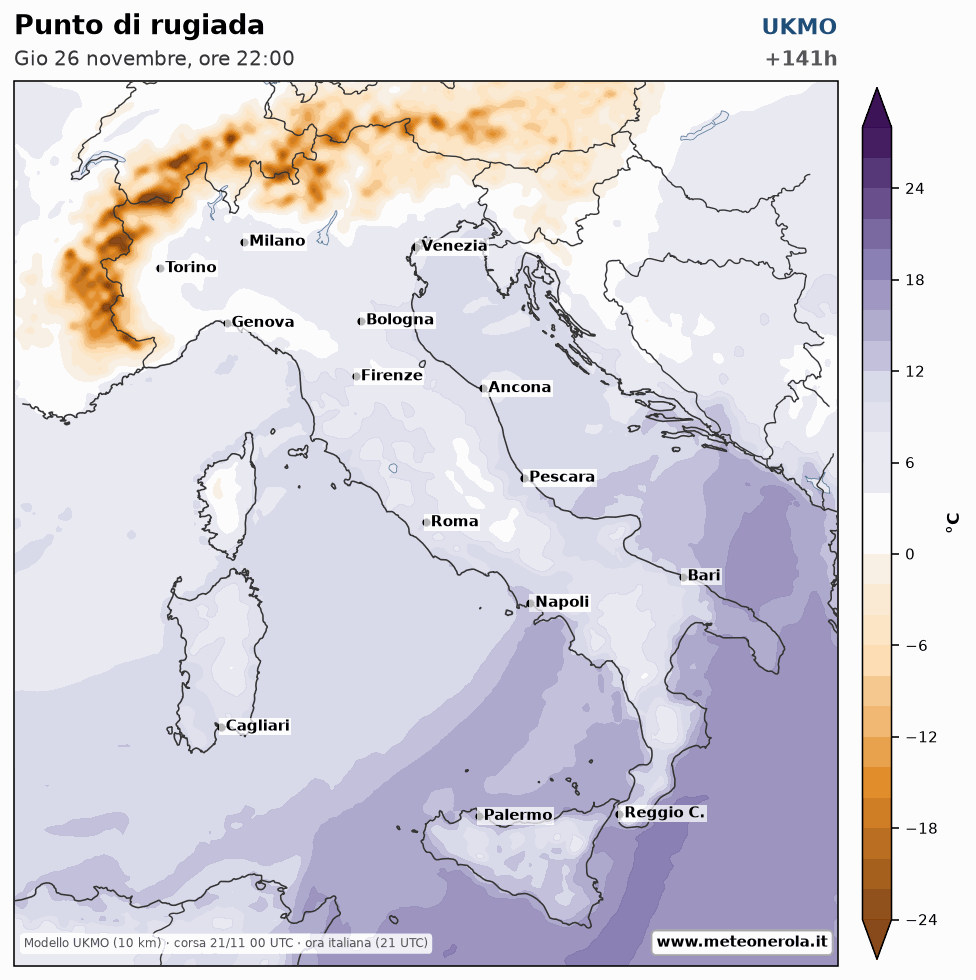 Punto di rugiada
UKMO
Gio 26 novembre, ore 22:00
+141h
Milano
Venezia
Torino
Genova
Bologna
Firenze
Ancona
Pescara
Roma
Bari
Napoli
Cagliari
Palermo
Reggio C.
24
18
12
6
0
−6
−12
−18
−24
°C
Modello UKMO (10 km) · corsa 21/11 00 UTC · ora italiana (21 UTC)
www.meteonerola.it